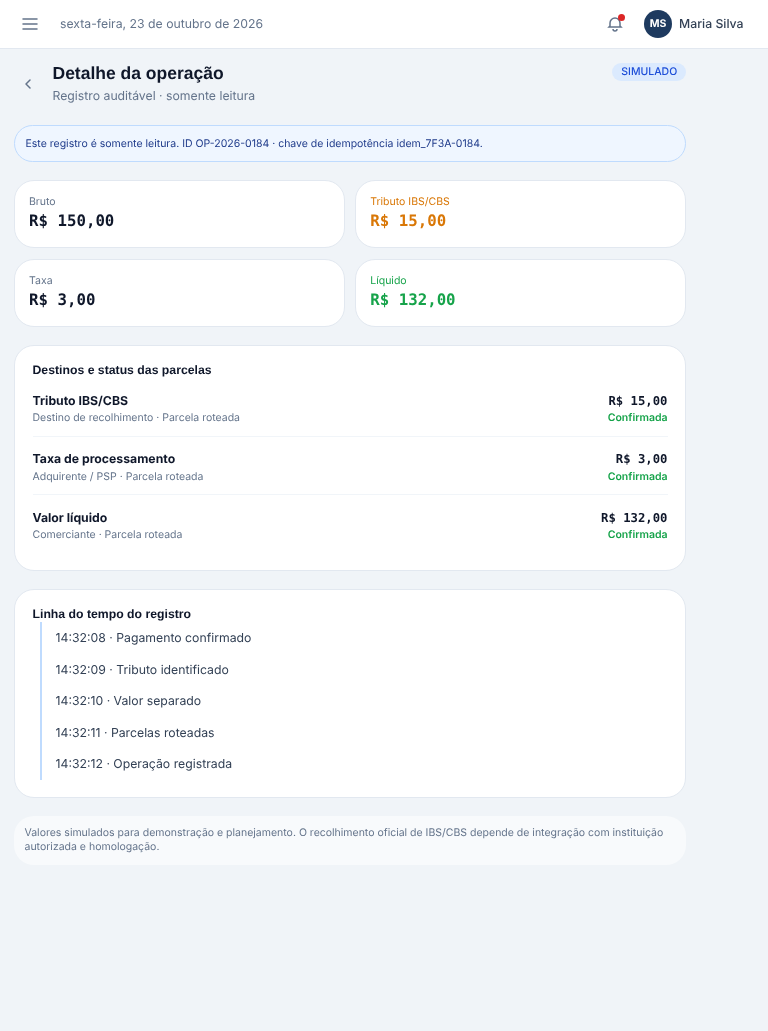 sexta-feira, 23 de outubro de 2026
MS Maria Silva
Detalhe da operação
SIMULADO
Registro auditável · somente leitura
Este registro é somente leitura. ID OP-2026-0184 · chave de idempotência idem_7F3A-0184.
Bruto
R$ 150,00
Tributo IBS/CBS
R$ 15,00
Taxa
R$ 3,00
Líquido
R$ 132,00
Destinos e status das parcelas
Tributo IBS/CBS R$ 15,00
Destino de recolhimento · Parcela roteada Confirmada
Taxa de processamento R$ 3,00
Adquirente / PSP · Parcela roteada Confirmada
Valor líquido R$ 132,00
Comerciante · Parcela roteada Confirmada
Linha do tempo do registro
14:32:08 · Pagamento confirmado
14:32:09 · Tributo identificado
14:32:10 · Valor separado
14:32:11 · Parcelas roteadas
14:32:12 · Operação registrada
Valores simulados para demonstração e planejamento. O recolhimento oficial de IBS/CBS depende de integração com instituição
autorizada e homologação.